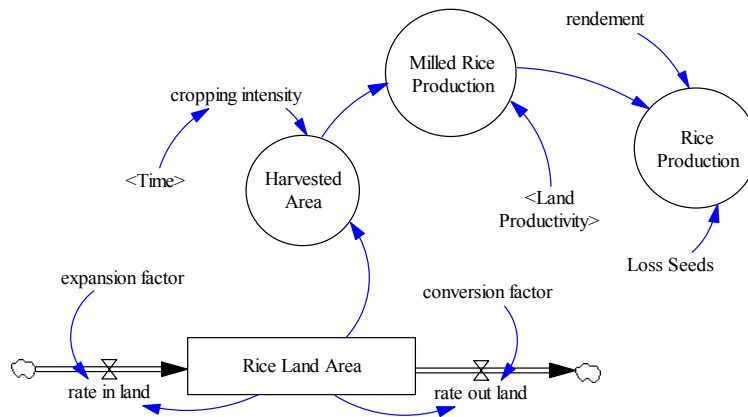 rendement
Milled Rice
Production
cropping intensity
Rice
Production
<Time>
Harvested
Area
<Land
Productivity>
Loss Seeds
expansion factor
conversion factor
Rice Land Area
rate in land
rate out land